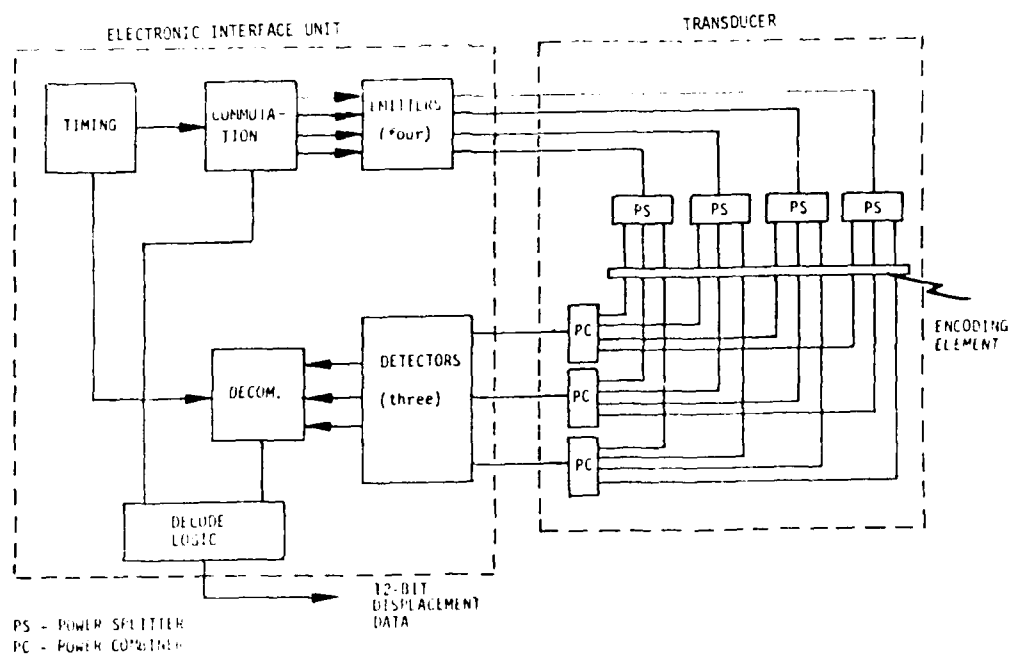 ELECTRONIC INTERFACE UNIT
TRANSDUCER
TIMING
COMMUTA-
TION
EMITTERS
(four)
PS
PS
PS
PS
ENCODING
ELEMENT
PC
PC
PC
DETECTORS
(three)
DECOM.
DECODE
LOGIC
12-BIT
DISPLACEMENT
DATA
PS - POWER SPLITTER
PC - POWER COMBINER